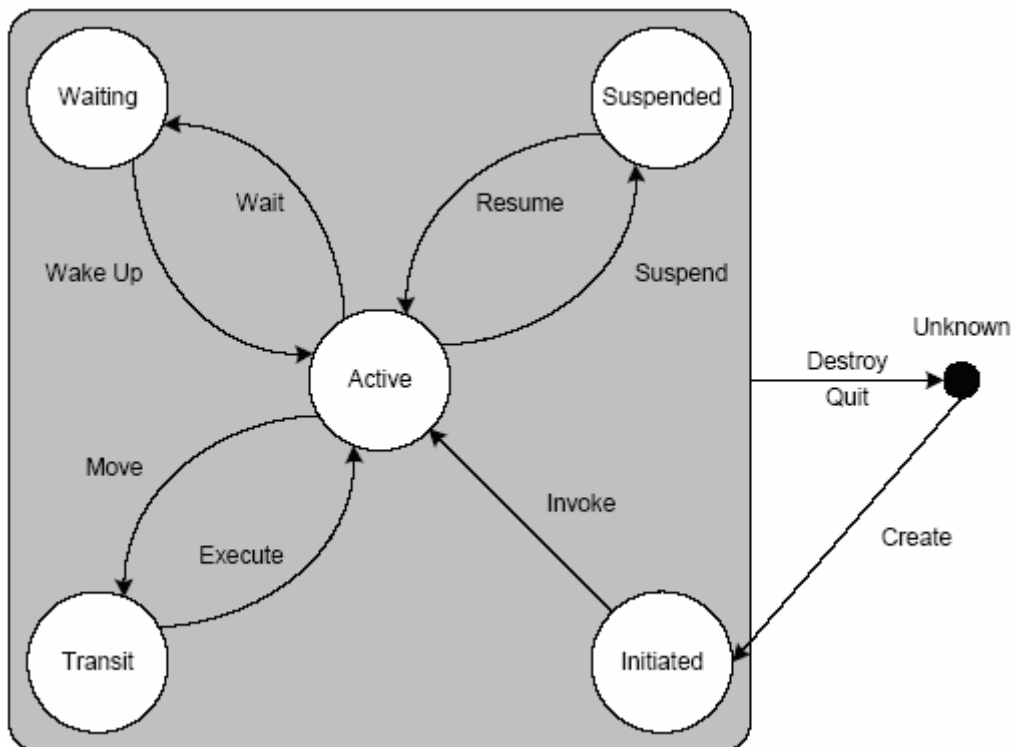 Waiting
Suspended
Wait
Resume
Wake Up
Suspend
Unknown
Destroy
Quit
Active
Move
Invoke
Execute
Create
Transit
Initiated